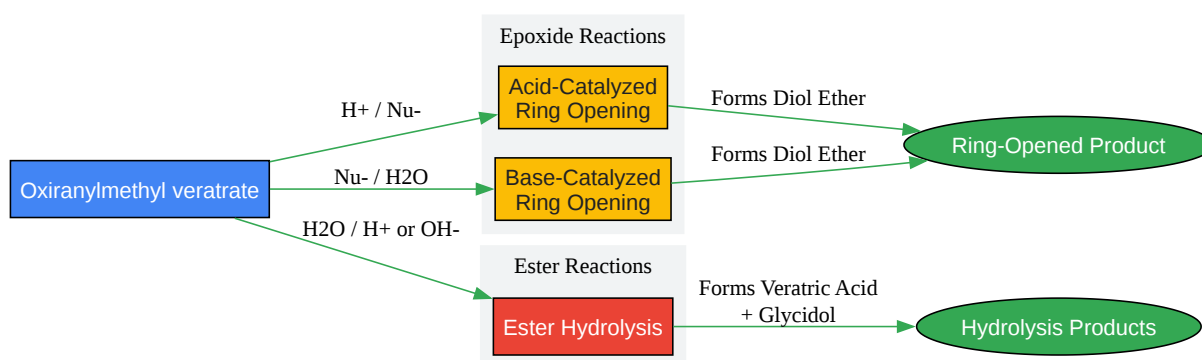 Epoxide Reactions
Acid-Catalyzed
Ring Opening
Forms Diol Ether
H+ / Nu-
Ring-Opened Product
Forms Diol Ether
Oxiranylmethyl veratrate
Nu- / H2O
Base-Catalyzed
Ring Opening
H2O / H+ or OH-
Ester Reactions
Forms Veratric Acid
+ Glycidol
Ester Hydrolysis
Hydrolysis Products